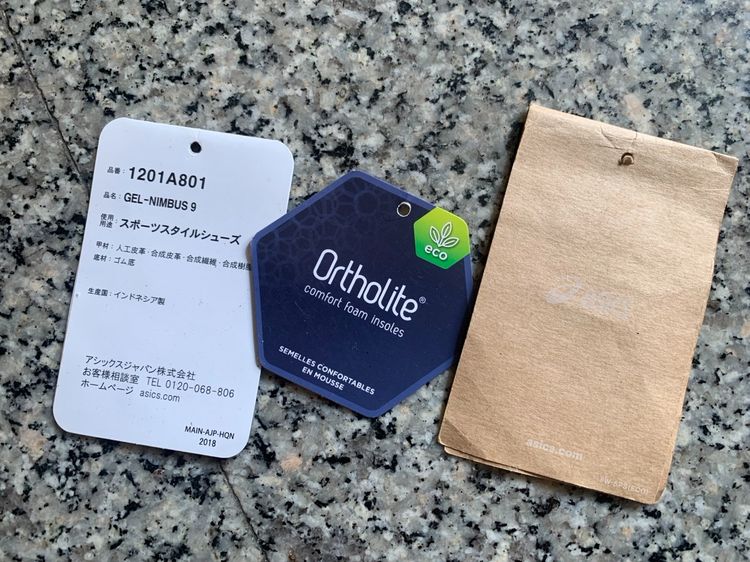 品番: 1201A801
品名: GEL-NIMBUS 9
使用
用途: スポーツスタイルシューズ
甲材: 人工皮革・合成皮革・合成繊維・合成樹脂
底材: ゴム底
生産国: インドネシア製
アシックスジャパン株式会社
お客様相談室 TEL 0120-068-806
ホームページ asics.com
MAIN-AJP-HQN
2018
eco
Ortholite®
comfort foam insoles
SEMELLES CONFORTABLES
EN MOUSSE
asics
asics.com